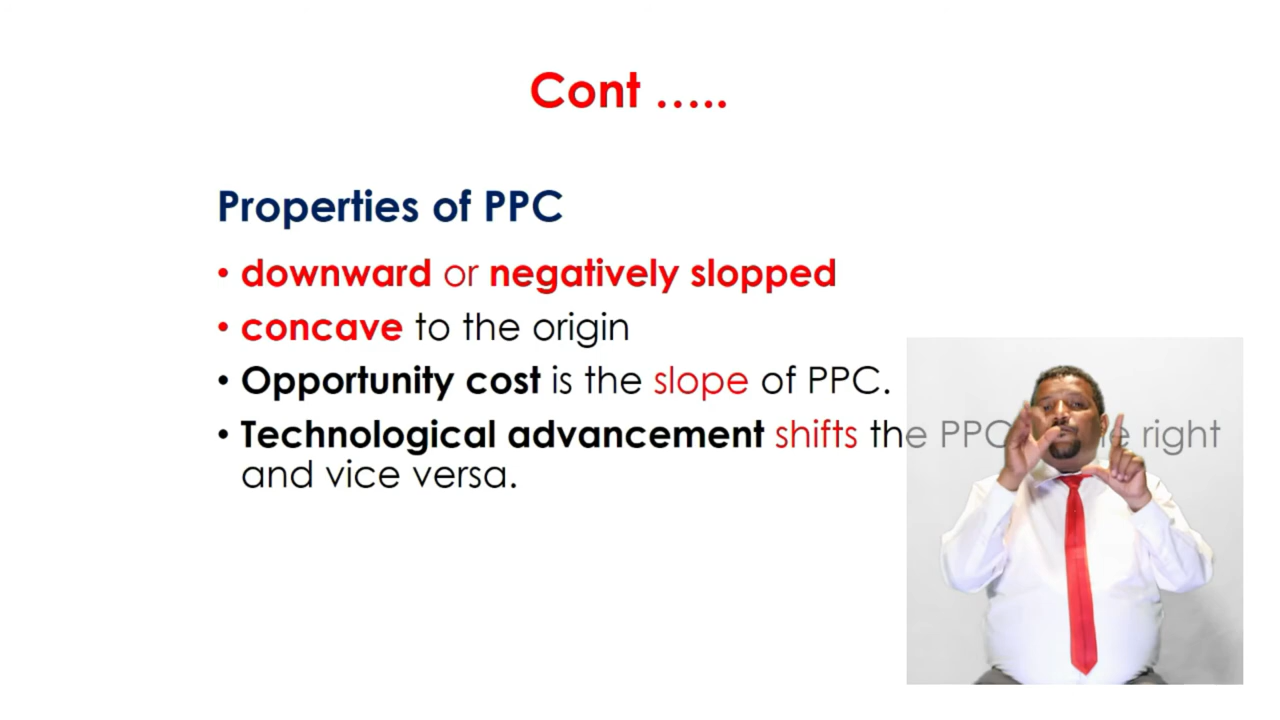 Cont …..
Properties of PPC
• downward or negatively slopped
• concave to the origin
• Opportunity cost is the slope of PPC.
• Technological advancement shifts the PPC right
and vice versa.